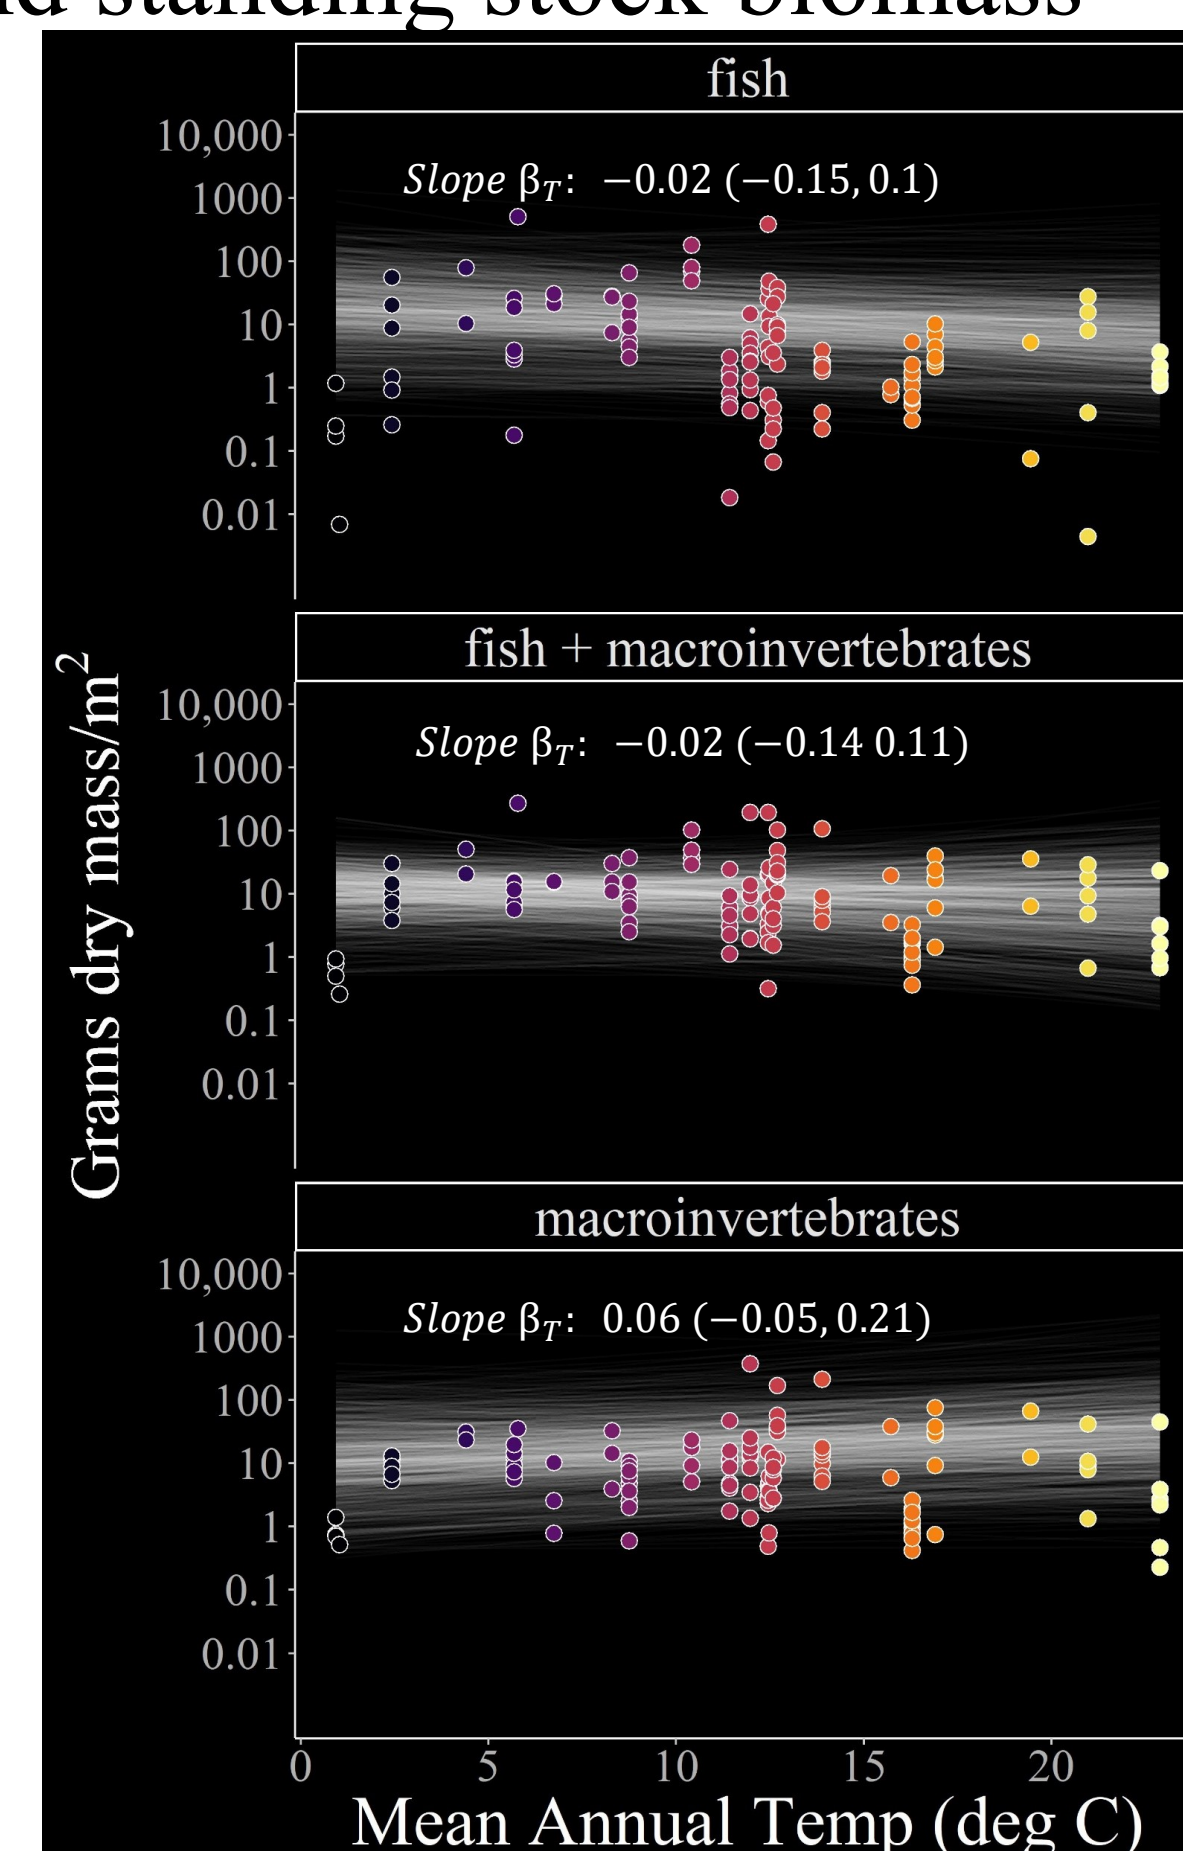 standing stock biomass
fish
10,000
1000
100
10
1
0.1
0.01
Slope βT: −0.02 (−0.15, 0.1)
fish + macroinvertebrates
10,000
1000
100
10
1
0.1
0.01
Slope βT: −0.02 (−0.14 0.11)
Grams dry mass/m²
macroinvertebrates
10,000
1000
100
10
1
0.1
0.01
Slope βT: 0.06 (−0.05, 0.21)
0 5 10 15 20
Mean Annual Temp (deg C)